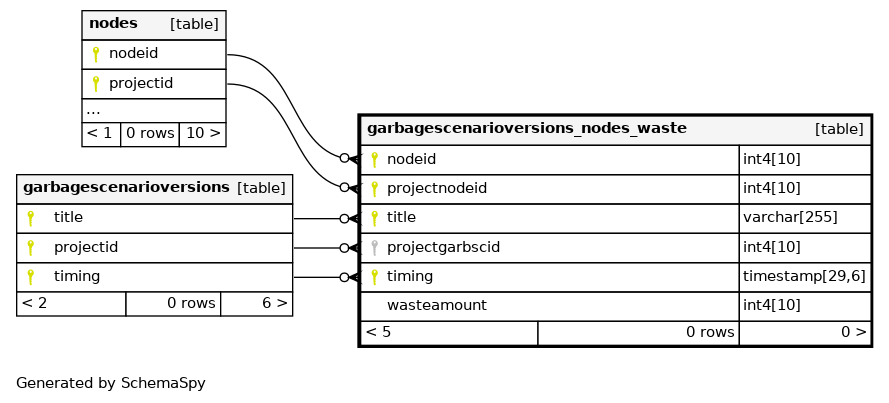 nodes [table]
nodeid
projectid
...
< 1 0 rows 10 >
garbagescenarioversions [table]
title
projectid
timing
< 2 0 rows 6 >
garbagescenarioversions_nodes_waste [table]
nodeid int4[10]
projectnodeid int4[10]
title varchar[255]
projectgarbscid int4[10]
timing timestamp[29,6]
wasteamount int4[10]
< 5 0 rows 0 >
Generated by SchemaSpy